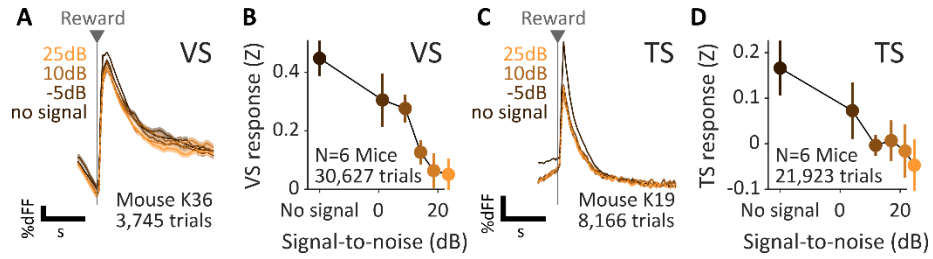 A
Reward
VS
25dB
10dB
-5dB
no signal
Mouse K36
3,745 trials
%dFF
s
B
VS
VS response (Z)
0.4
0.2
0
N=6 Mice
30,627 trials
No signal
0
20
Signal-to-noise (dB)
C
Reward
TS
25dB
10dB
-5dB
no signal
Mouse K19
8,166 trials
%dFF
s
D
TS
TS response (Z)
0.2
0.1
0
-0.1
N=6 Mice
21,923 trials
No signal
0
20
Signal-to-noise (dB)